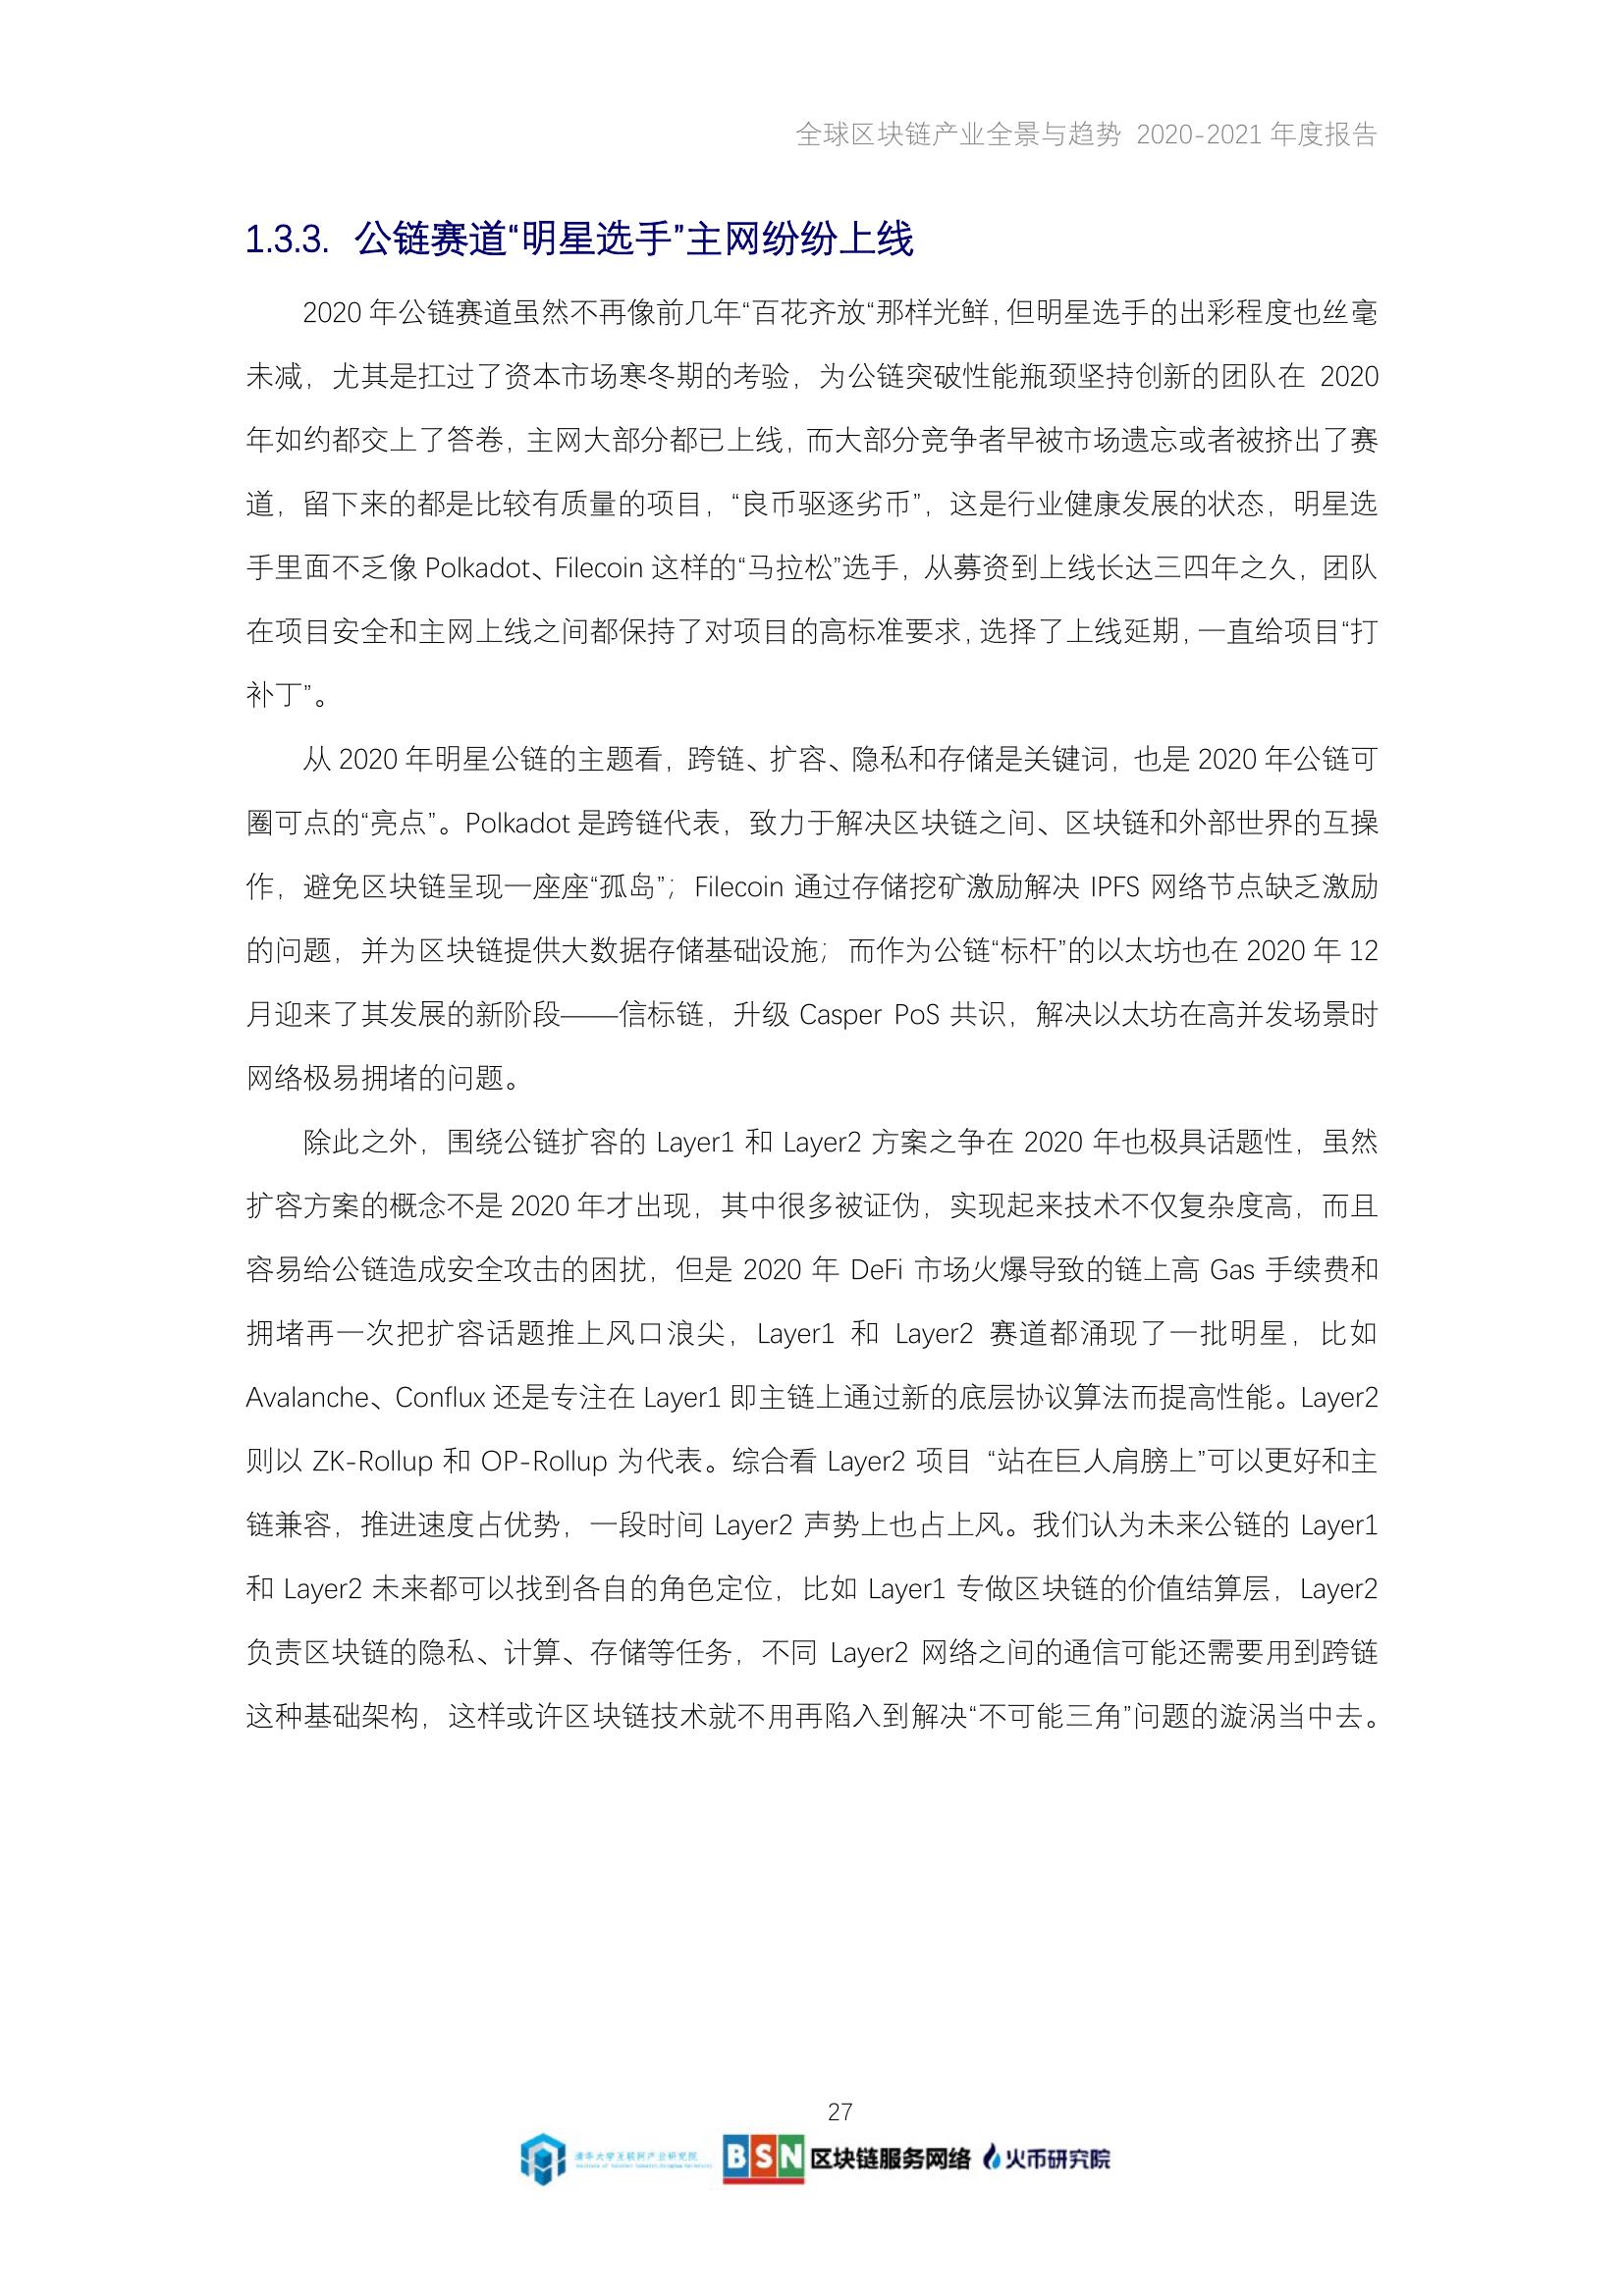 全球区块链产业全景与趋势 2020-2021 年度报告
1.3.3. 公链赛道“明星选手”主网纷纷上线
2020 年公链赛道虽然不再像前几年“百花齐放“那样光鲜，但明星选手的出彩程度也丝毫
未减，尤其是扛过了资本市场寒冬期的考验，为公链突破性能瓶颈坚持创新的团队在 2020
年如约都交上了答卷，主网大部分都已上线，而大部分竞争者早被市场遗忘或者被挤出了赛
道，留下来的都是比较有质量的项目，“良币驱逐劣币”，这是行业健康发展的状态，明星选
手里面不乏像 Polkadot、Filecoin 这样的“马拉松”选手，从募资到上线长达三四年之久，团队
在项目安全和主网上线之间都保持了对项目的高标准要求，选择了上线延期，一直给项目“打
补丁”。
从 2020 年明星公链的主题看，跨链、扩容、隐私和存储是关键词，也是 2020 年公链可
圈可点的“亮点”。Polkadot 是跨链代表，致力于解决区块链之间、区块链和外部世界的互操
作，避免区块链呈现一座座“孤岛”；Filecoin 通过存储挖矿激励解决 IPFS 网络节点缺乏激励
的问题，并为区块链提供大数据存储基础设施；而作为公链“标杆”的以太坊也在 2020 年 12
月迎来了其发展的新阶段——信标链，升级 Casper PoS 共识，解决以太坊在高并发场景时
网络极易拥堵的问题。
除此之外，围绕公链扩容的 Layer1 和 Layer2 方案之争在 2020 年也极具话题性，虽然
扩容方案的概念不是 2020 年才出现，其中很多被证伪，实现起来技术不仅复杂度高，而且
容易给公链造成安全攻击的困扰，但是 2020 年 DeFi 市场火爆导致的链上高 Gas 手续费和
拥堵再一次把扩容话题推上风口浪尖，Layer1 和 Layer2 赛道都涌现了一批明星，比如
Avalanche、Conflux 还是专注在 Layer1 即主链上通过新的底层协议算法而提高性能。Layer2
则以 ZK-Rollup 和 OP-Rollup 为代表。综合看 Layer2 项目 “站在巨人肩膀上”可以更好和主
链兼容，推进速度占优势，一段时间 Layer2 声势上也占上风。我们认为未来公链的 Layer1
和 Layer2 未来都可以找到各自的角色定位，比如 Layer1 专做区块链的价值结算层，Layer2
负责区块链的隐私、计算、存储等任务，不同 Layer2 网络之间的通信可能还需要用到跨链
这种基础架构，这样或许区块链技术就不用再陷入到解决“不可能三角”问题的漩涡当中去。
27
清华大学互联网产业研究院
BSN 区块链服务网络 火币研究院